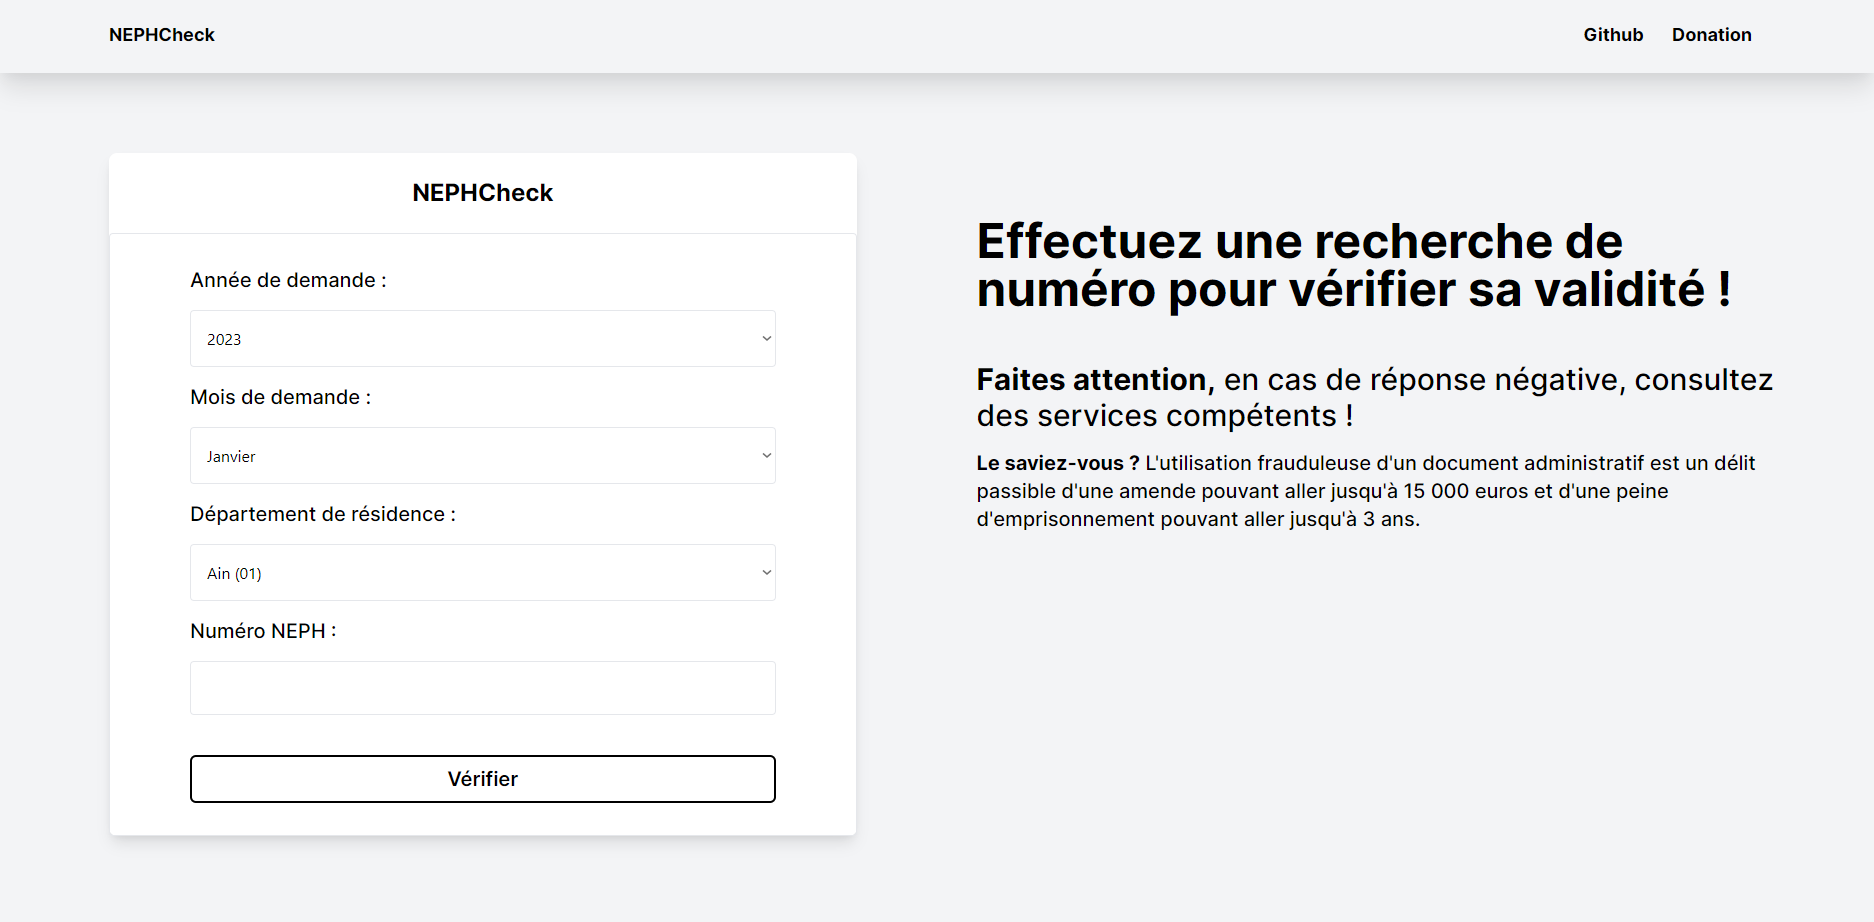 NEPHCheck
Github
Donation
NEPHCheck
Année de demande :
2023
Mois de demande :
Janvier
Département de résidence :
Ain (01)
Numéro NEPH :
Vérifier
Effectuez une recherche de
numéro pour vérifier sa validité !
Faites attention, en cas de réponse négative, consultez
des services compétents !
Le saviez-vous ? L'utilisation frauduleuse d'un document administratif est un délit
passible d'une amende pouvant aller jusqu'à 15 000 euros et d'une peine
d'emprisonnement pouvant aller jusqu'à 3 ans.